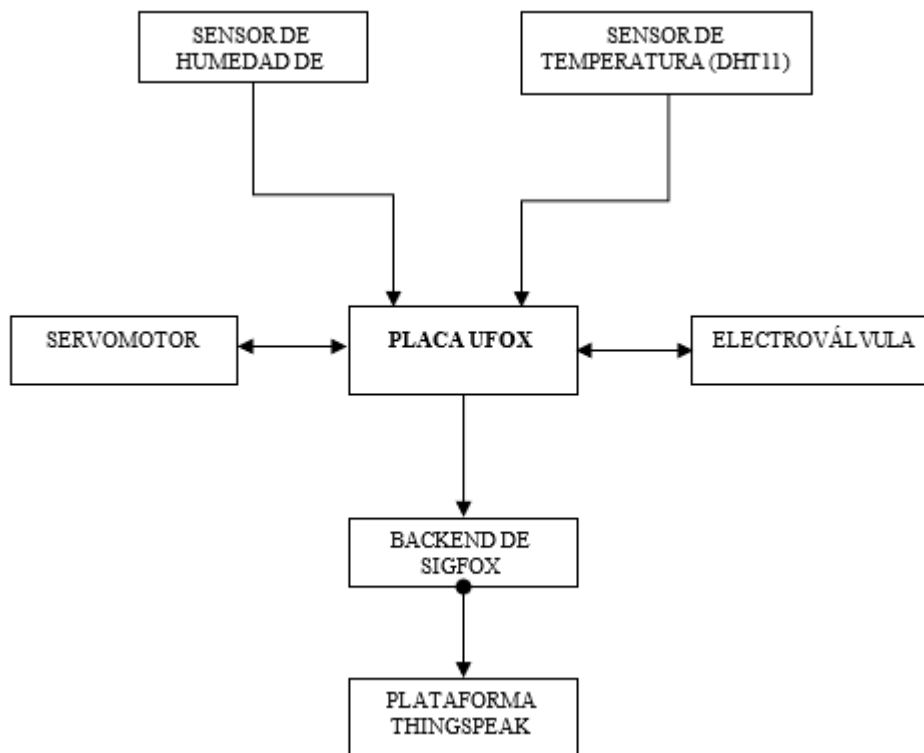 SENSOR DE
HUMEDAD DE
SENSOR DE
TEMPERATURA (DHT11)
SERVOMOTOR
PLACA UFOX
ELECTROVÁLVULA
BACKEND DE
SIGFOX
PLATAFORMA
THINGSPEAK